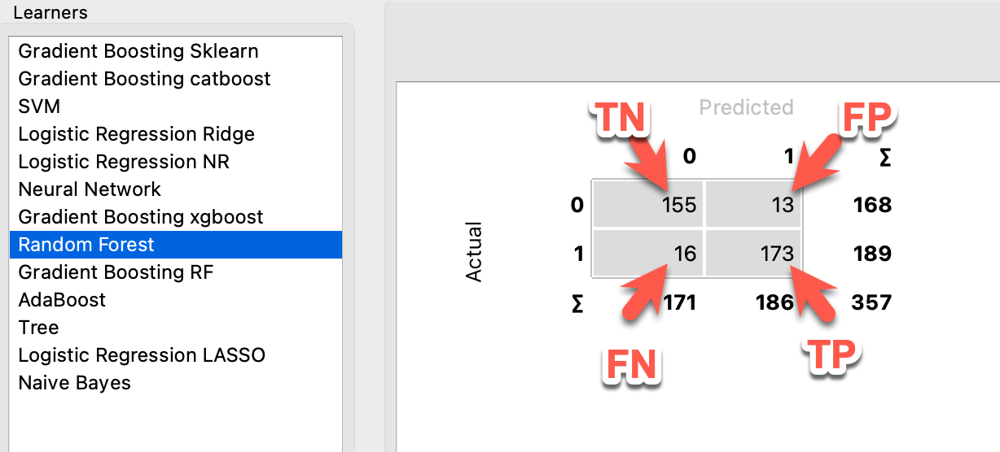 Learners
Gradient Boosting Sklearn
Gradient Boosting catboost
SVM
Logistic Regression Ridge
Logistic Regression NR
Neural Network
Gradient Boosting xgboost
Random Forest
Gradient Boosting RF
AdaBoost
Tree
Logistic Regression LASSO
Naive Bayes
TN Predicted FP
0 1 Σ
0 155 13 168
Actual
1 16 173 189
Σ 171 186 357
FN TP